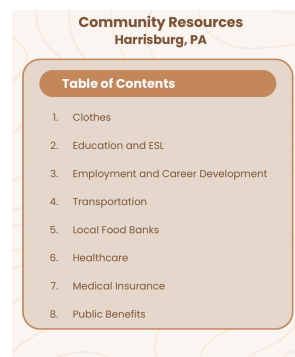 Community Resources
Harrisburg, PA
Table of Contents
1. Clothes
2. Education and ESL
3. Employment and Career Development
4. Transportation
5. Local Food Banks
6. Healthcare
7. Medical Insurance
8. Public Benefits